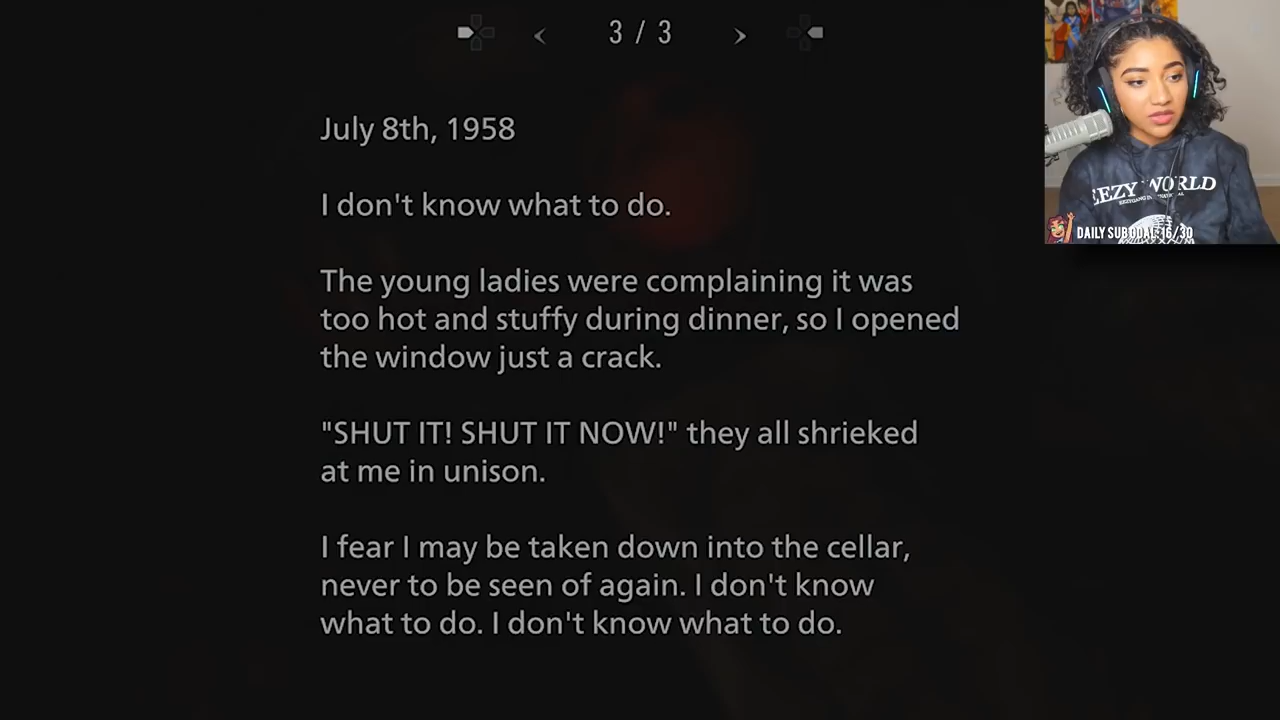 3 / 3
July 8th, 1958
I don't know what to do.
The young ladies were complaining it was
too hot and stuffy during dinner, so I opened
the window just a crack.
"SHUT IT! SHUT IT NOW!" they all shrieked
at me in unison.
I fear I may be taken down into the cellar,
never to be seen of again. I don't know
what to do. I don't know what to do.
EEZY WORLD
DAILY SUB GOAL: 16/30